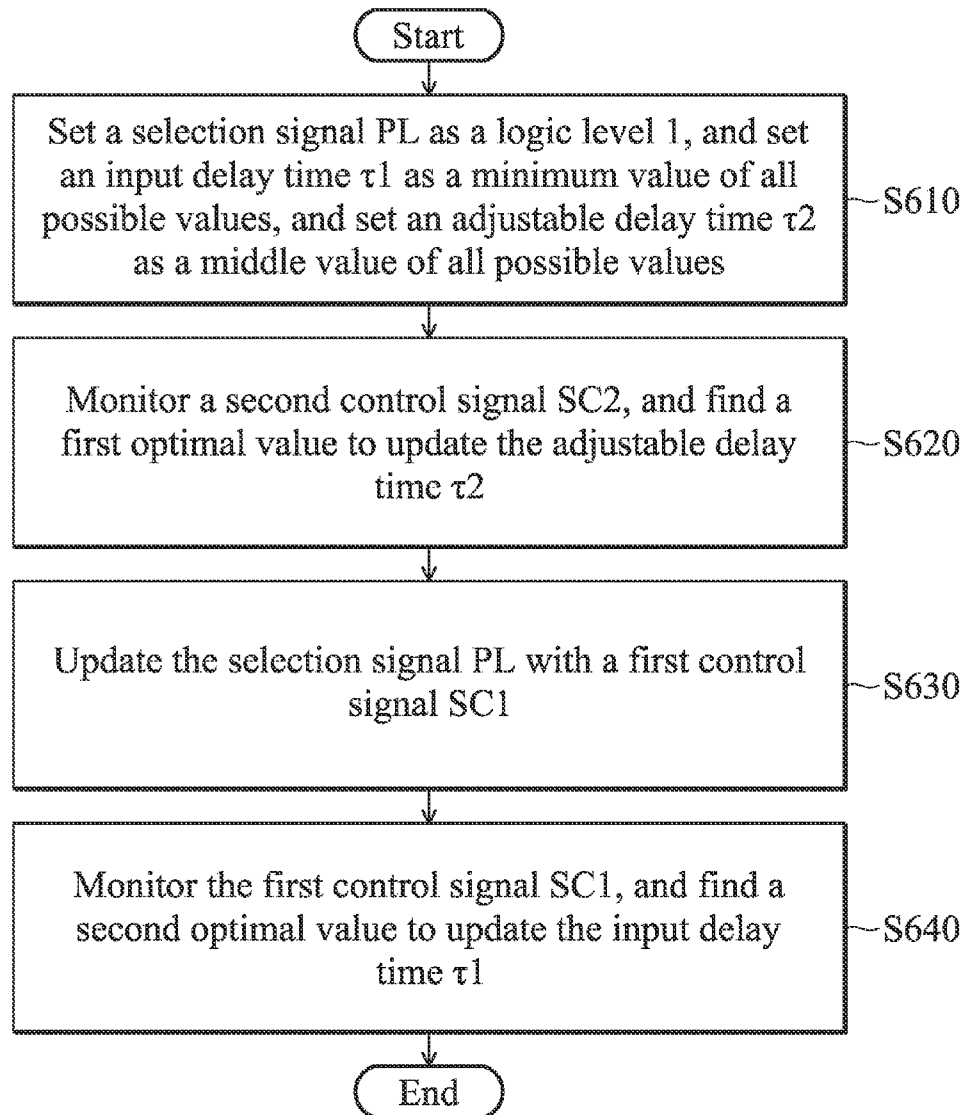 Start
Set a selection signal PL as a logic level 1, and set
an input delay time τ1 as a minimum value of all
possible values, and set an adjustable delay time τ2
as a middle value of all possible values
S610
Monitor a second control signal SC2, and find a
first optimal value to update the adjustable delay
time τ2
S620
Update the selection signal PL with a first control
signal SC1
S630
Monitor the first control signal SC1, and find a
second optimal value to update the input delay
time τ1
S640
End